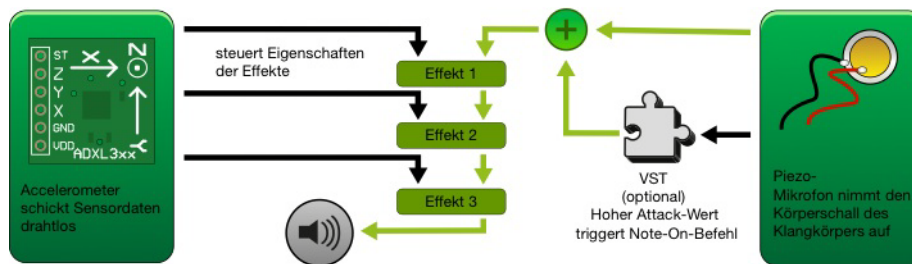 ST
Z
Y
X
GND
VDD
X
Z
Y
ADXL3xx
Accelerometer
schickt Sensordaten
drahtlos
steuert Eigenschaften
der Effekte
Effekt 1
Effekt 2
Effekt 3
VST
(optional)
Hoher Attack-Wert
triggert Note-On-Befehl
Piezo-
Mikrofon nimmt den
Körperschall des
Klangkörpers auf